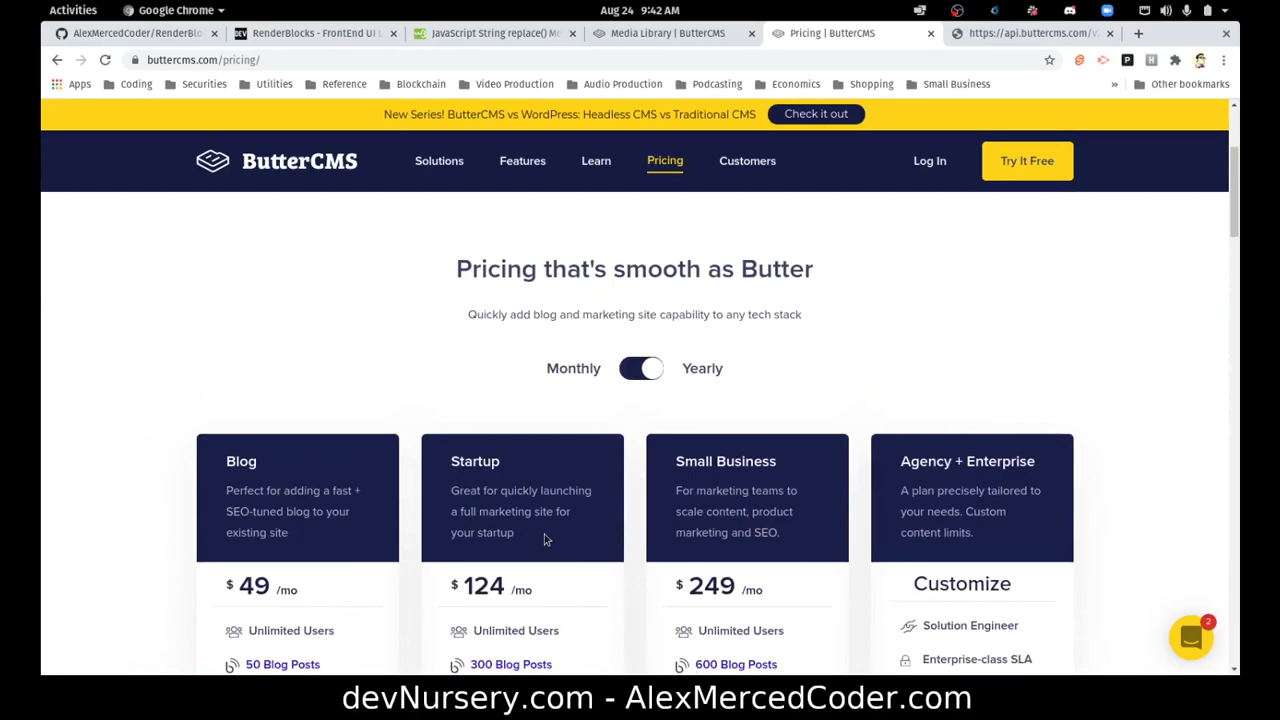 Activities Google Chrome Aug 24 9:42 AM
AlexMercedCoder/RenderBlo RenderBlocks - FrontEnd UI L JavaScript String replace() Me Media Library | ButterCMS Pricing | ButterCMS https://api.buttercms.com/v
buttercms.com/pricing/
Apps Coding Securities Utilities Reference Blockchain Video Production Audio Production Podcasting Economics Shopping Small Business » Other bookmarks
New Series! ButterCMS vs WordPress: Headless CMS vs Traditional CMS Check it out
ButterCMS Solutions Features Learn Pricing Customers Log In Try It Free
Pricing that's smooth as Butter
Quickly add blog and marketing site capability to any tech stack
Monthly Yearly
Blog
Perfect for adding a fast +
SEO-tuned blog to your
existing site
$ 49 /mo
Unlimited Users
50 Blog Posts
Startup
Great for quickly launching
a full marketing site for
your startup
$ 124 /mo
Unlimited Users
300 Blog Posts
Small Business
For marketing teams to
scale content, product
marketing and SEO.
$ 249 /mo
Unlimited Users
600 Blog Posts
Agency + Enterprise
A plan precisely tailored to
your needs. Custom
content limits.
Customize
Solution Engineer
Enterprise-class SLA
2
devNursery.com - AlexMercedCoder.com